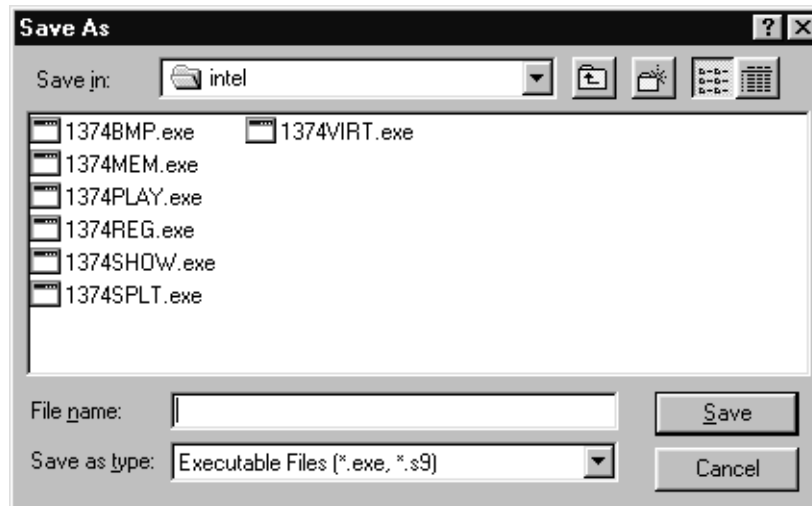 Save As
Save in: intel
1374BMP.exe 1374VIRT.exe
1374MEM.exe
1374PLAY.exe
1374REG.exe
1374SHOW.exe
1374SPLT.exe
File name: Save
Save as type: Executable Files (*.exe, *.s9) Cancel